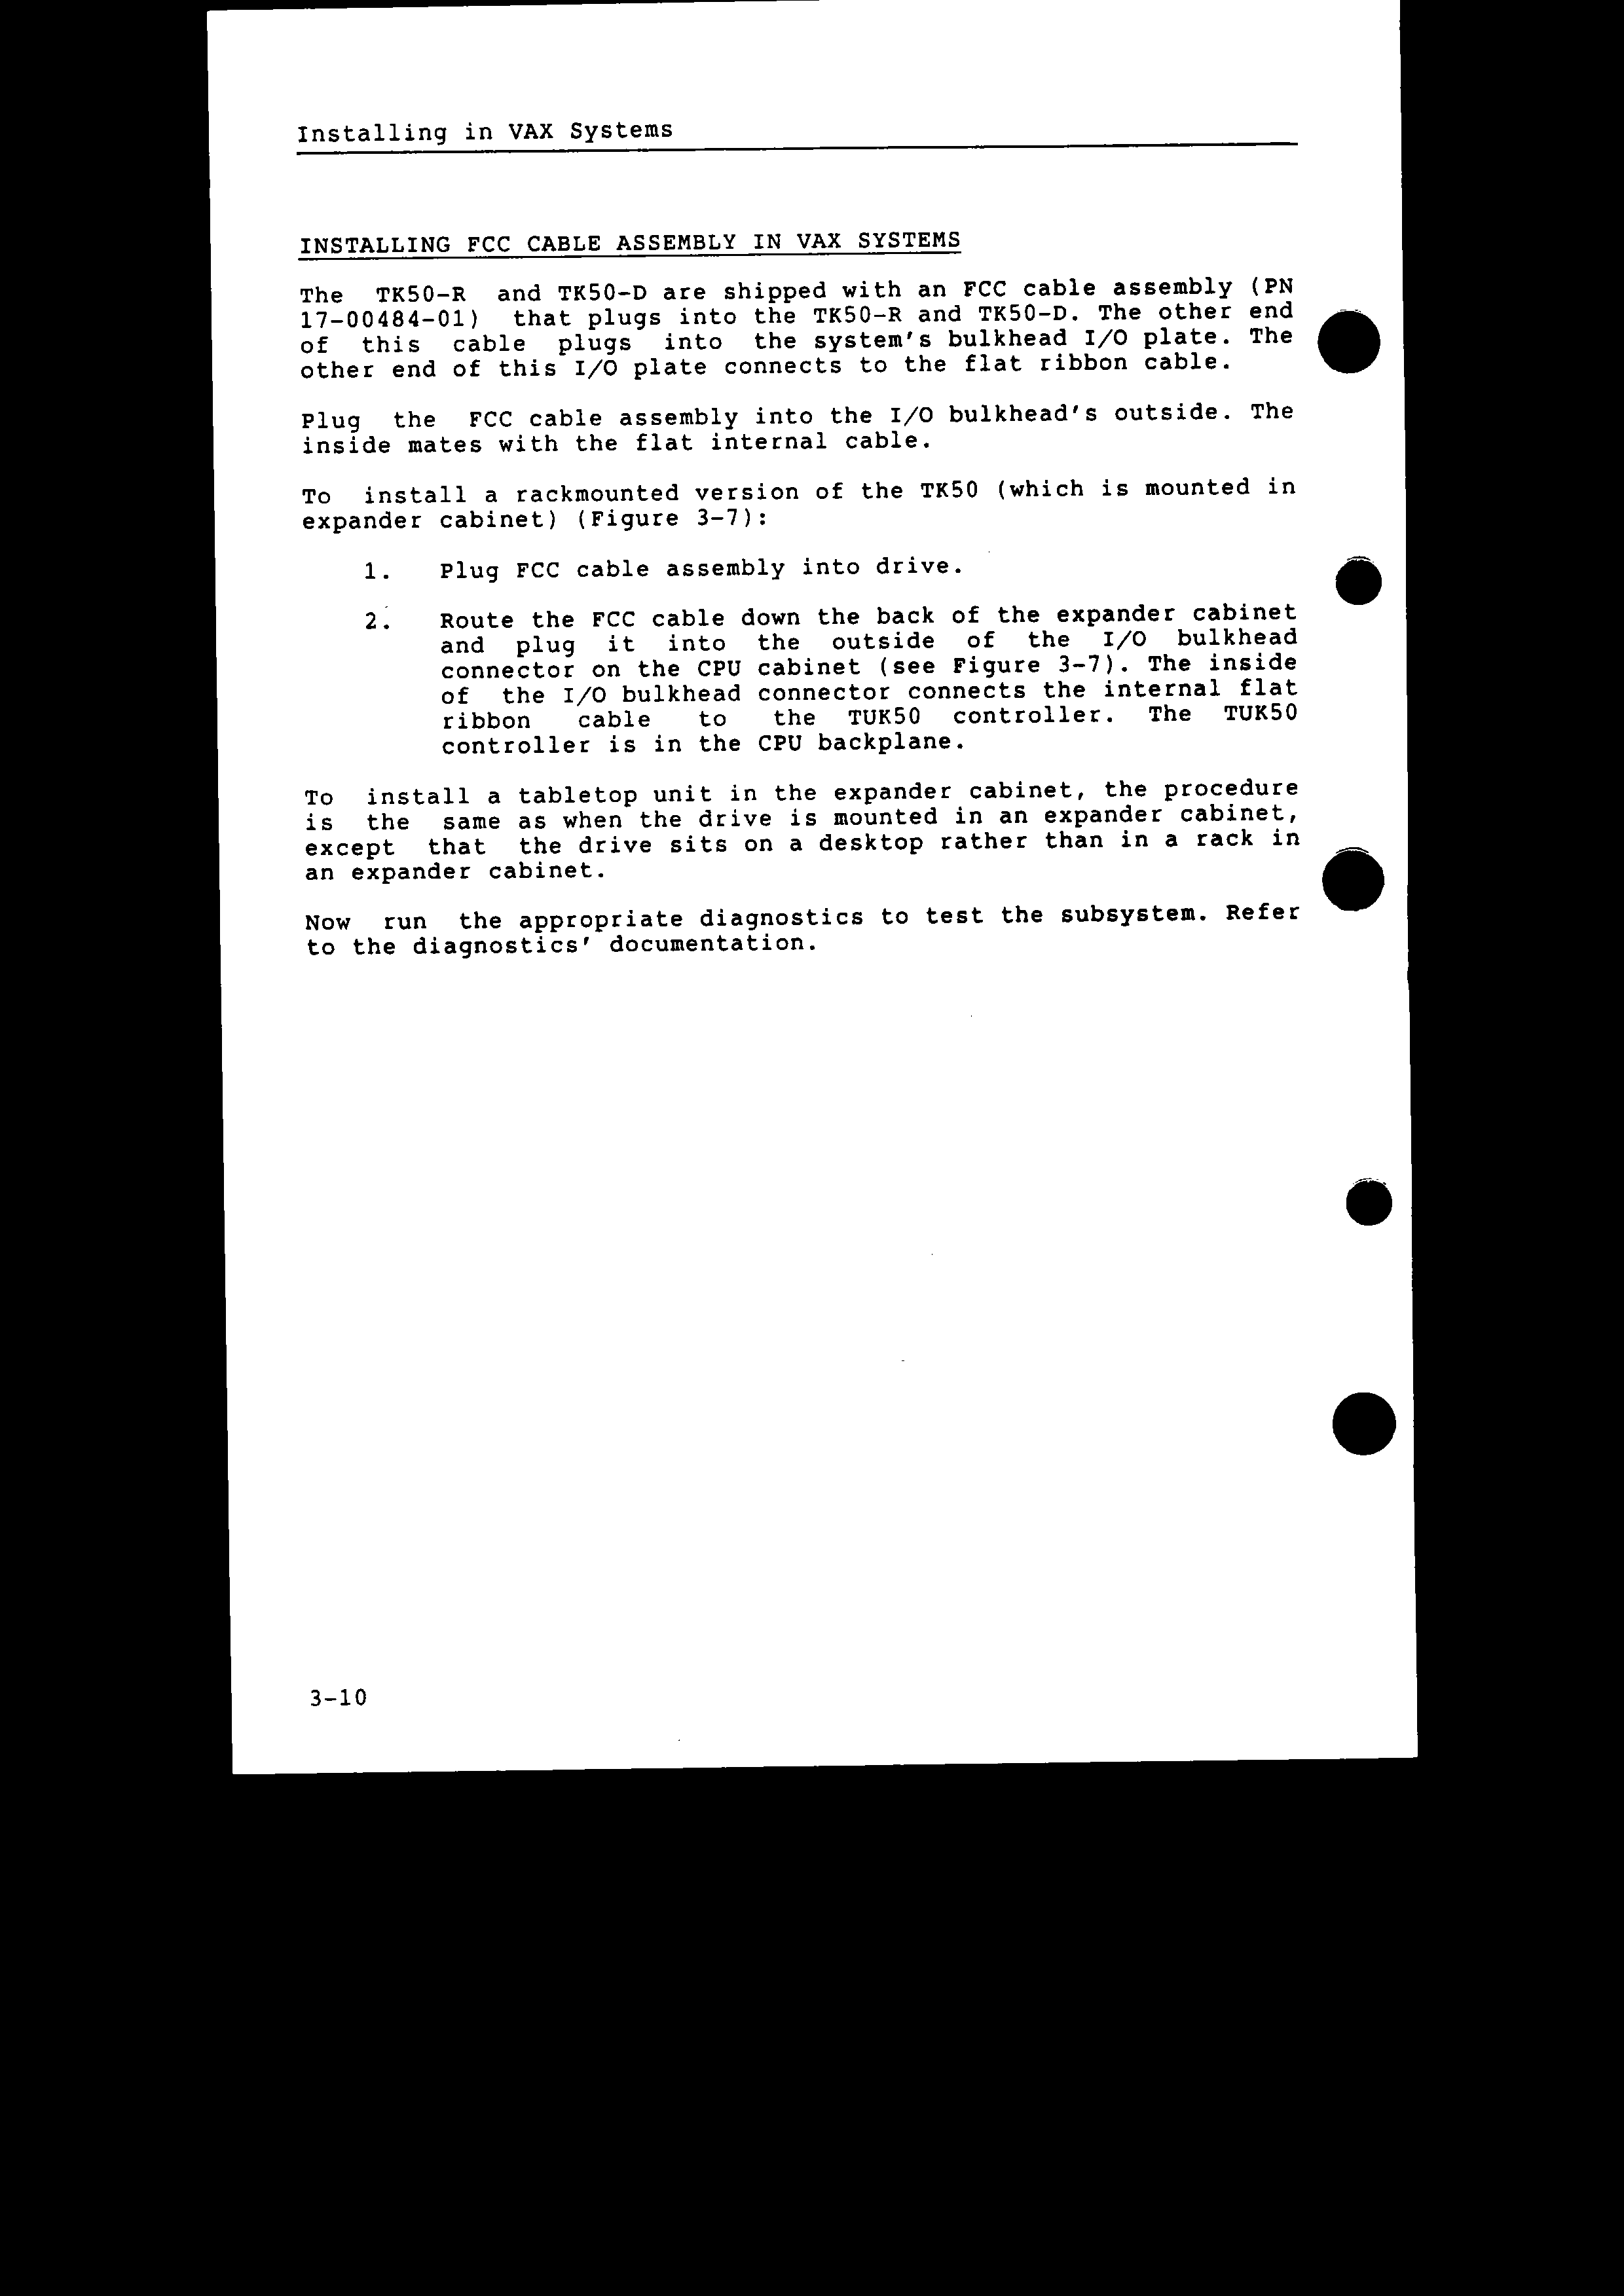 Installing in VAX Systems
INSTALLING FCC CABLE ASSEMBLY IN VAX SYSTEMS
The TK50-R and TK50-D are shipped with an FCC cable assembly (PN
17-00484-01) that plugs into the TK50-R and TK50-D. The other end
of this cable plugs into the system's bulkhead I/O plate. The
other end of this I/O plate connects to the flat ribbon cable.
Plug the FCC cable assembly into the I/O bulkhead's outside. The
inside mates with the flat internal cable.
To install a rackmounted version of the TK50 (which is mounted in
expander cabinet) (Figure 3-7):
1. Plug FCC cable assembly into drive.
2. Route the FCC cable down the back of the expander cabinet
and plug it into the outside of the I/O bulkhead
connector on the CPU cabinet (see Figure 3-7). The inside
of the I/O bulkhead connector connects the internal flat
ribbon cable to the TUK50 controller. The TUK50
controller is in the CPU backplane.
To install a tabletop unit in the expander cabinet, the procedure
is the same as when the drive is mounted in an expander cabinet,
except that the drive sits on a desktop rather than in a rack in
an expander cabinet.
Now run the appropriate diagnostics to test the subsystem. Refer
to the diagnostics' documentation.
3-10